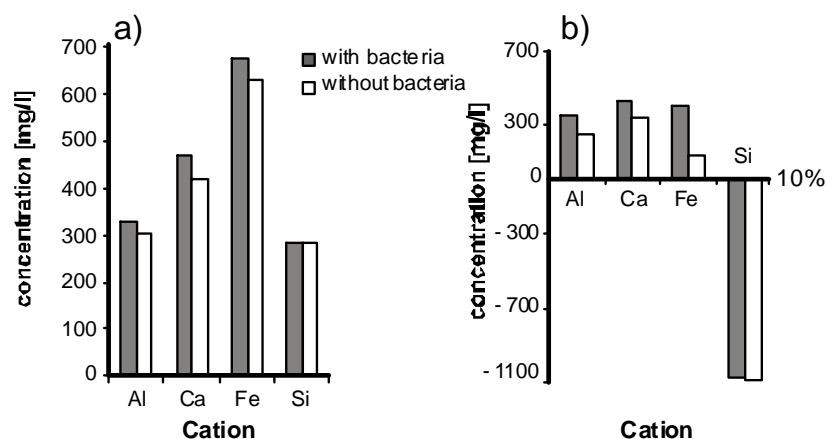 a)
concentration [mg/l]
700
600
500
400
300
200
100
0
Al Ca Fe Si
Cation
with bacteria
without bacteria
b)
concentration [mg/l]
700
300
0
- 300
- 700
- 1100
Al Ca Fe
Si
10%
Cation